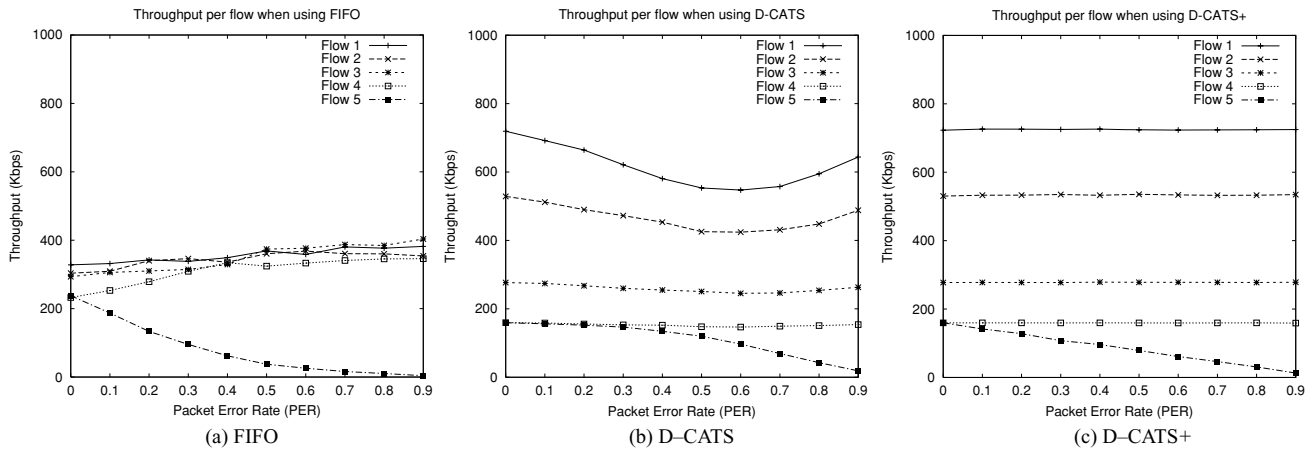 Throughput per flow when using FIFO
1000
800
600
400
200
0
Throughput (Kbps)
Flow 1
Flow 2
Flow 3
Flow 4
Flow 5
0 0.1 0.2 0.3 0.4 0.5 0.6 0.7 0.8 0.9
Packet Error Rate (PER)
(a) FIFO
Throughput per flow when using D-CATS
1000
800
600
400
200
0
Throughput (Kbps)
Flow 1
Flow 2
Flow 3
Flow 4
Flow 5
0 0.1 0.2 0.3 0.4 0.5 0.6 0.7 0.8 0.9
Packet Error Rate (PER)
(b) D–CATS
Throughput per flow when using D-CATS+
1000
800
600
400
200
0
Throughput (Kbps)
Flow 1
Flow 2
Flow 3
Flow 4
Flow 5
0 0.1 0.2 0.3 0.4 0.5 0.6 0.7 0.8 0.9
Packet Error Rate (PER)
(c) D–CATS+